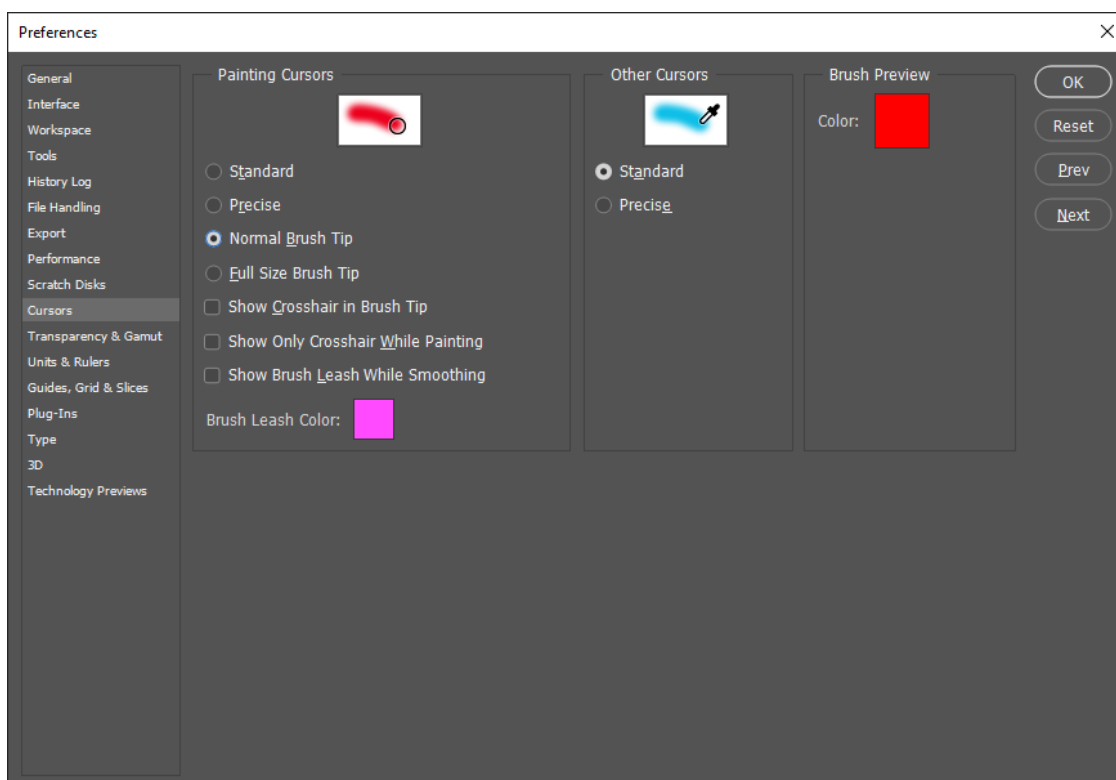 Preferences
General
Interface
Workspace
Tools
History Log
File Handling
Export
Performance
Scratch Disks
Cursors
Transparency & Gamut
Units & Rulers
Guides, Grid & Slices
Plug-Ins
Type
3D
Technology Previews
Painting Cursors
Standard
Precise
Normal Brush Tip
Full Size Brush Tip
Show Crosshair in Brush Tip
Show Only Crosshair While Painting
Show Brush Leash While Smoothing
Brush Leash Color:
Other Cursors
Standard
Precise
Brush Preview
Color:
OK
Reset
Prev
Next